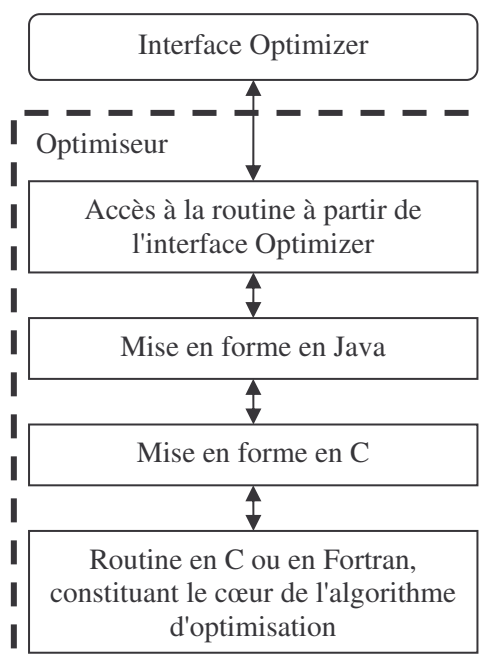 Interface Optimizer
Optimiseur
Accès à la routine à partir de
l'interface Optimizer
Mise en forme en Java
Mise en forme en C
Routine en C ou en Fortran,
constituant le cœur de l'algorithme
d'optimisation